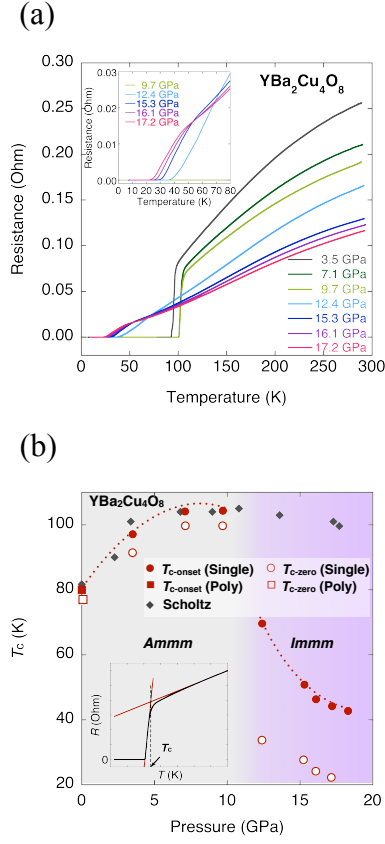 (a)
YBa2Cu4O8
Resistance (Ohm)
0.30
0.25
0.20
0.15
0.10
0.05
0.00
0 50 100 150 200 250 300
Temperature (K)
Resistance (Ohm)
0.03
0.02
0.01
0.00
0 10 20 30 40 50 60 70 80
Temperature (K)
9.7 GPa
12.4 GPa
15.3 GPa
16.1 GPa
17.2 GPa
3.5 GPa
7.1 GPa
9.7 GPa
12.4 GPa
15.3 GPa
16.1 GPa
17.2 GPa
(b)
YBa2Cu4O8
Tc (K)
100
80
60
40
20
Tc-onset (Single) Tc-zero (Single)
Tc-onset (Poly) Tc-zero (Poly)
Scholtz
Ammm Immm
R (Ohm)
0
Tc
T (K)
0 5 10 15 20
Pressure (GPa)